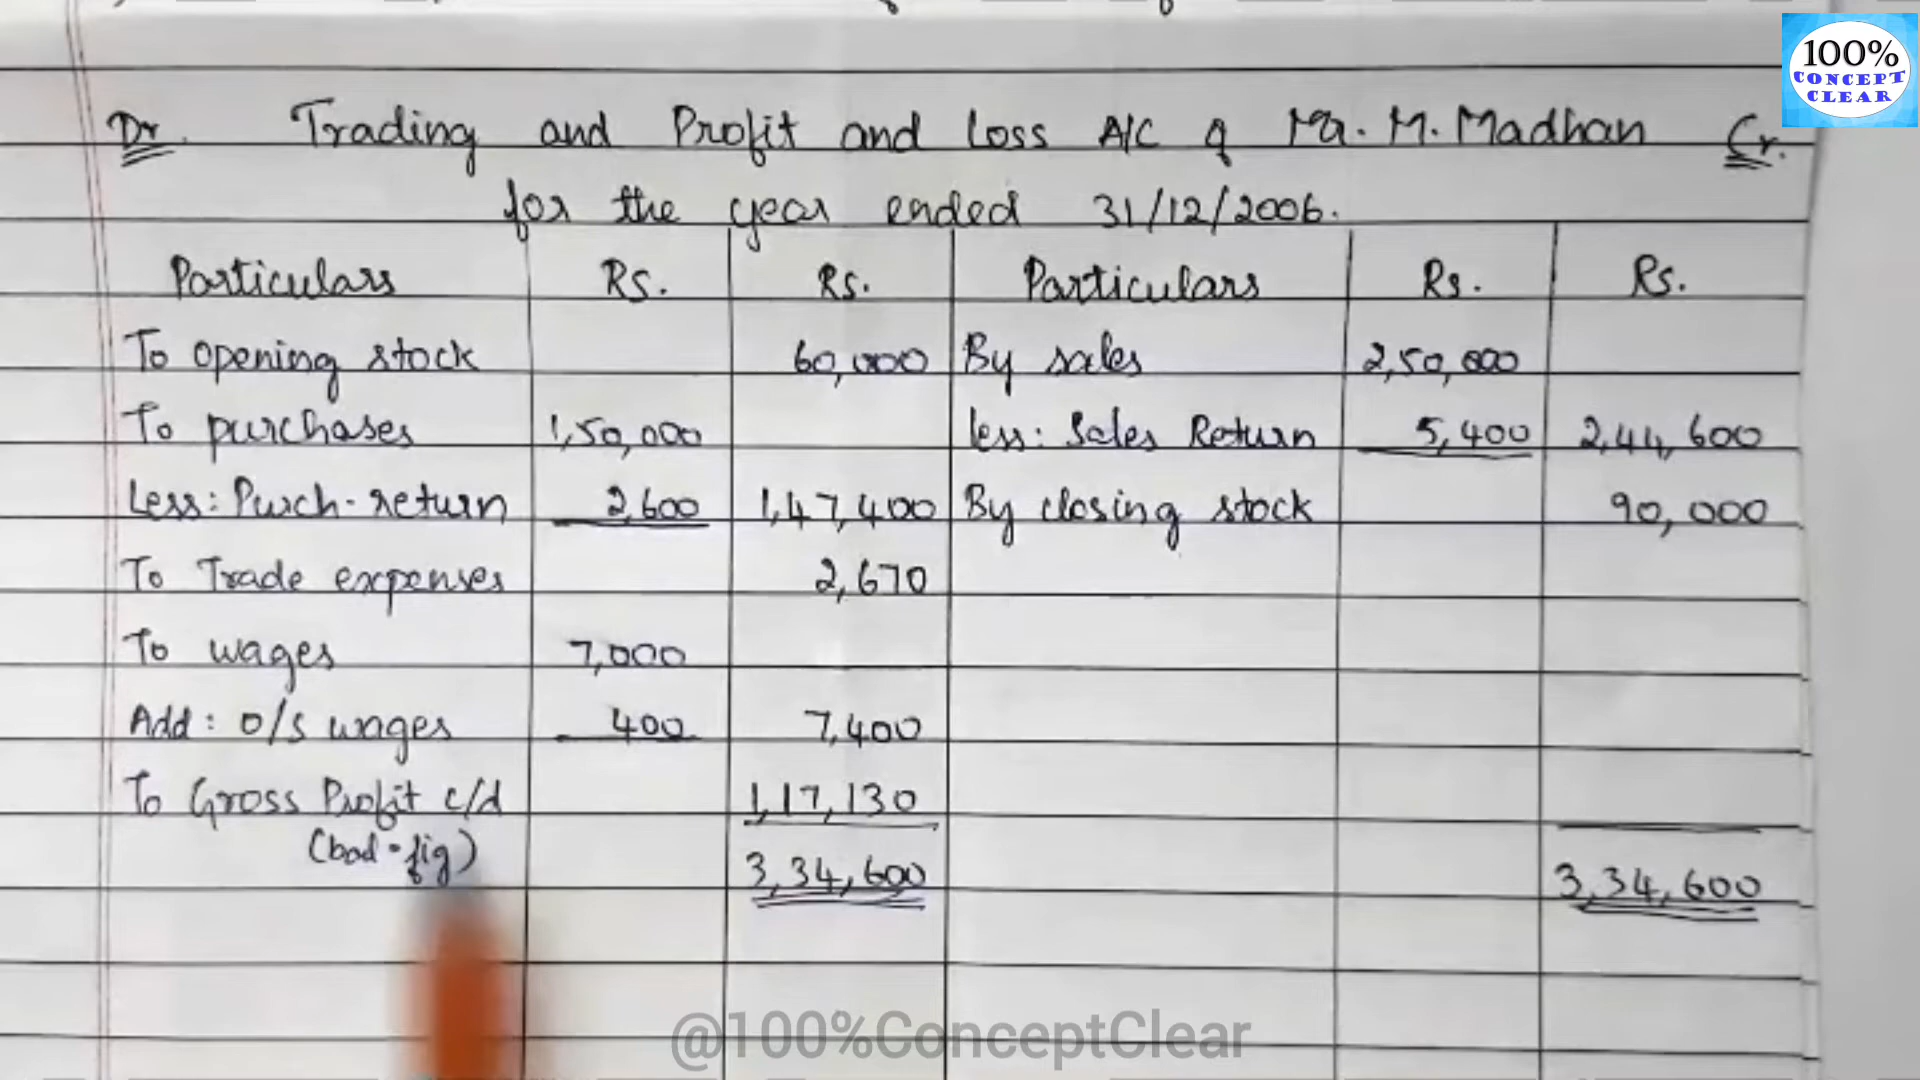 100%
CONCEPT
CLEAR
Dr. Trading and Profit and Loss A/C of Mr. M. Madhan Cr.
for the year ended 31/12/2006.
Particulars Rs. Rs. Particulars Rs. Rs.
To opening stock 60,000 By sales 2,50,000
To purchases 1,50,000 Less: Sales Return 5,400 2,44,600
Less: Purch. return 2,600 1,47,400 By closing stock 90,000
To Trade expenses 2,670
To wages 7,000
Add: O/S wages 400 7,400
To Gross Profit c/d 1,17,130
(bal. fig) 3,34,600 3,34,600
@100%ConceptClear